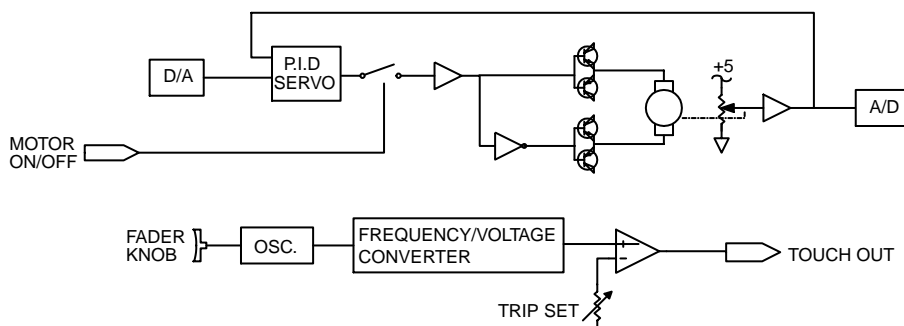 +5
P.I.D
SERVO
D/A
A/D
MOTOR
ON/OFF
FADER
KNOB
OSC.
FREQUENCY/VOLTAGE
CONVERTER
+
−
TOUCH OUT
TRIP SET